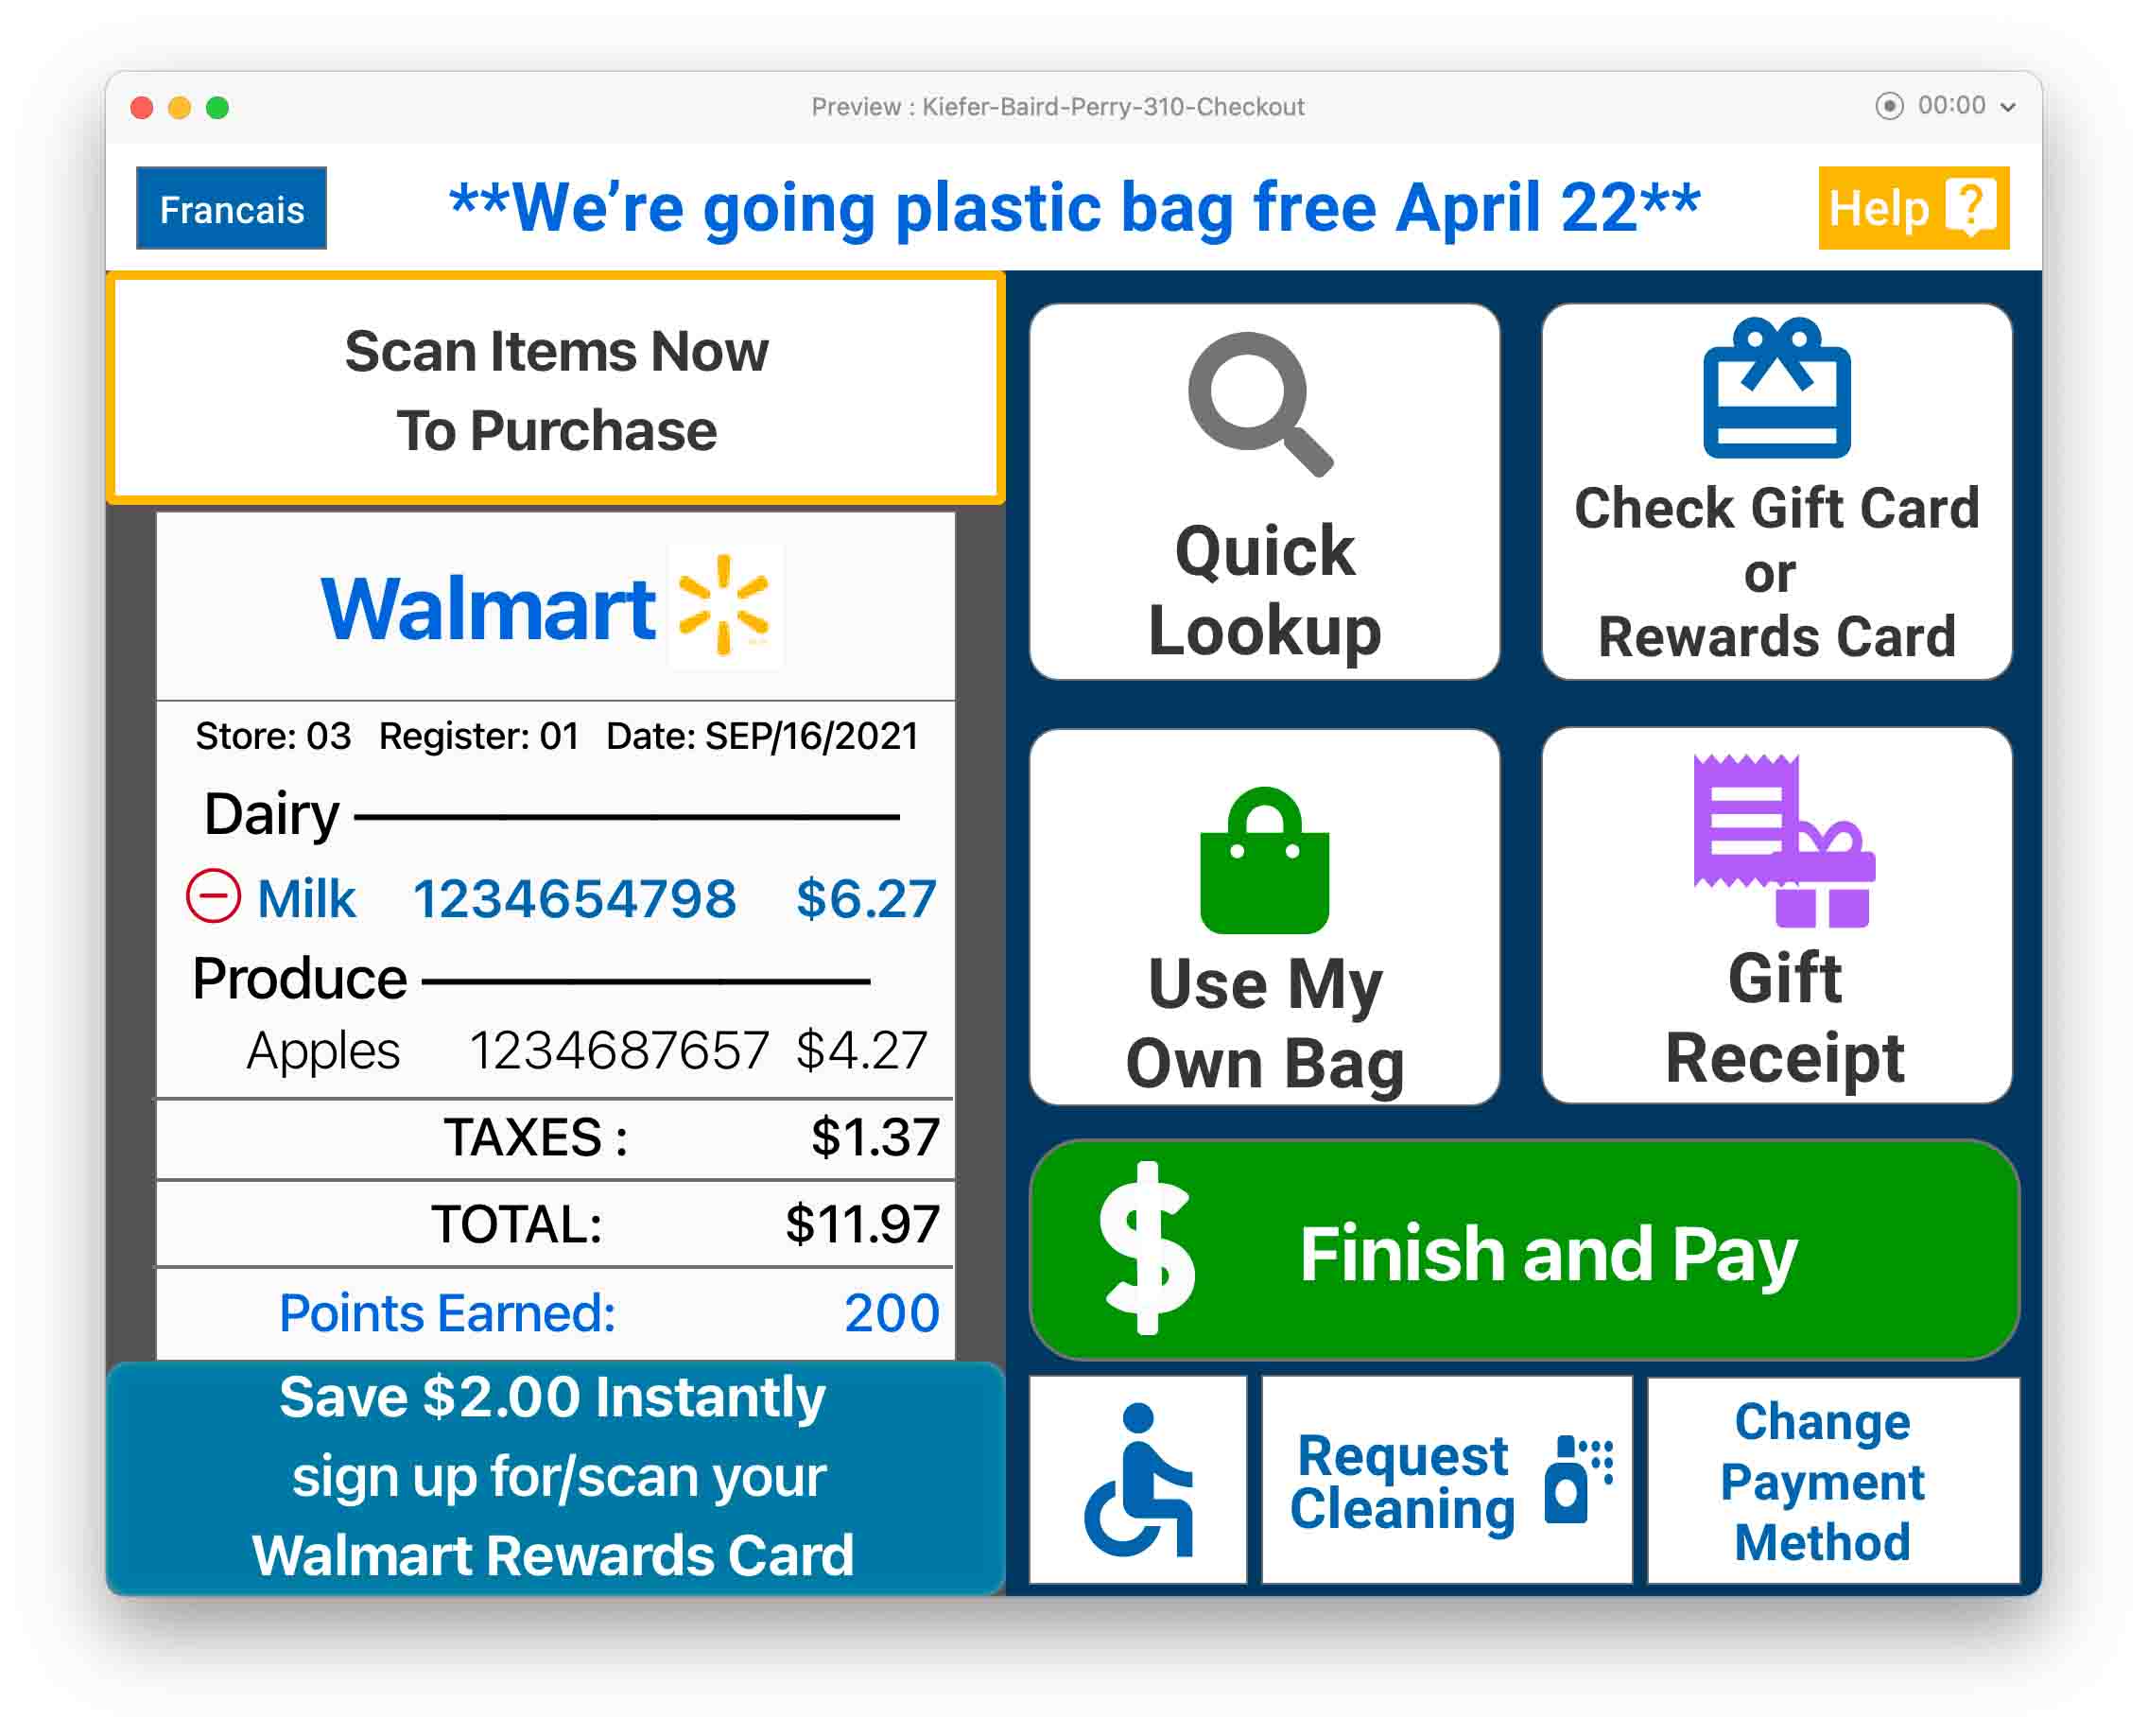 Preview : Kiefer-Baird-Perry-310-Checkout
00:00
Francais
**We’re going plastic bag free April 22**
Help ?
Scan Items Now
To Purchase
Walmart
Store: 03 Register: 01 Date: SEP/16/2021
Dairy
Milk 1234654798 $6.27
Produce
Apples 1234687657 $4.27
TAXES : $1.37
TOTAL: $11.97
Points Earned: 200
Save $2.00 Instantly
sign up for/scan your
Walmart Rewards Card
Quick
Lookup
Check Gift Card
or
Rewards Card
Use My
Own Bag
Gift
Receipt
$ Finish and Pay
Request
Cleaning
Change
Payment
Method